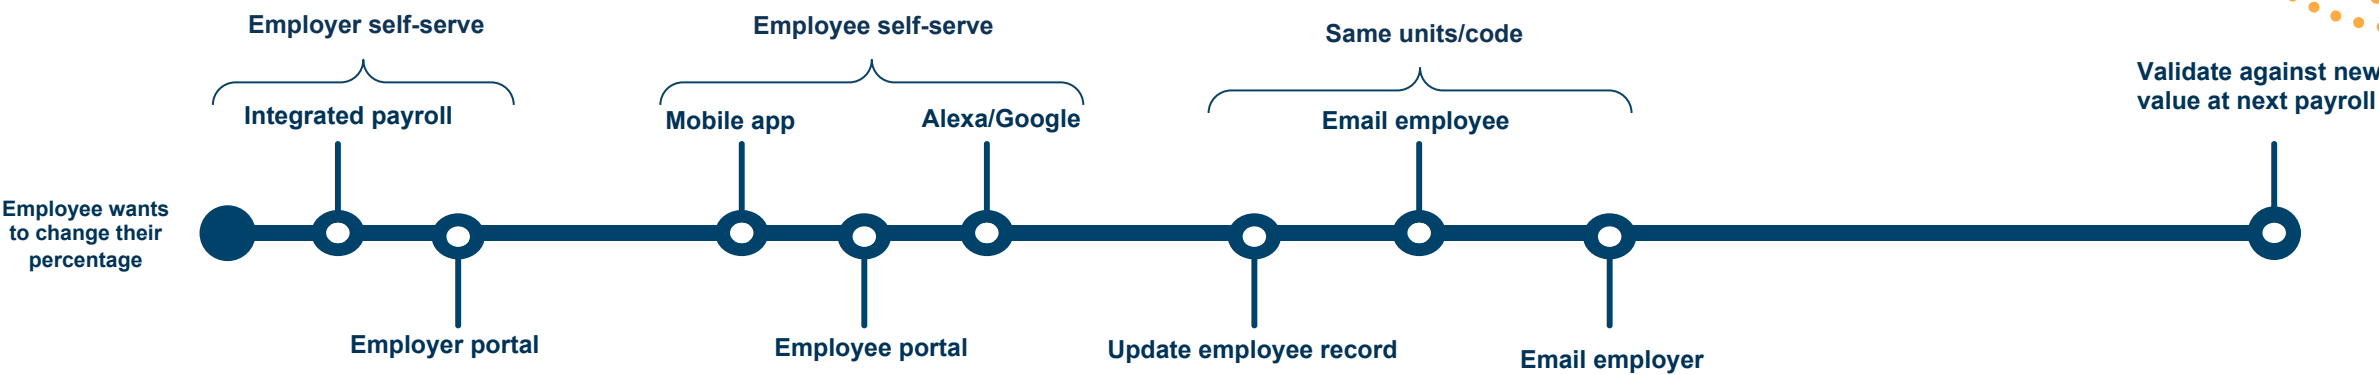 Employer self-serve
Employee self-serve
Same units/code
Validate against new
value at next payroll
Integrated payroll
Mobile app
Alexa/Google
Email employee
Employee wants
to change their
percentage
Employer portal
Employee portal
Update employee record
Email employer